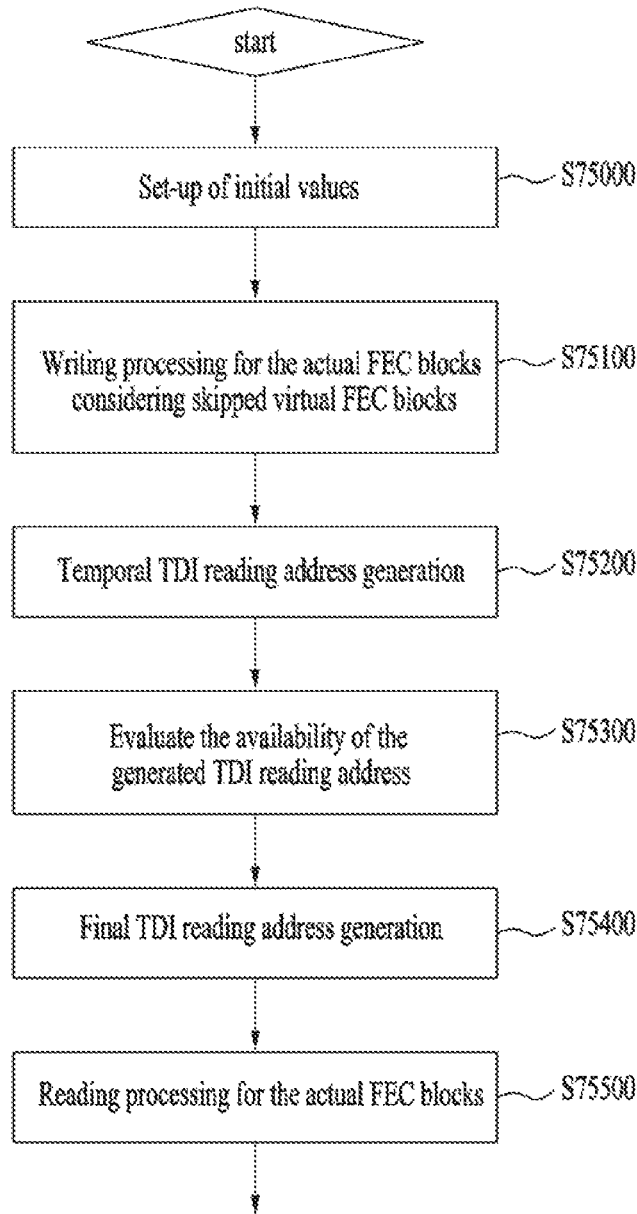 start
Set-up of initial values
S75000
Writing processing for the actual FEC blocks
considering skipped virtual FEC blocks
S75100
Temporal TDI reading address generation
S75200
Evaluate the availability of the
generated TDI reading address
S75300
Final TDI reading address generation
S75400
Reading processing for the actual FEC blocks
S75500